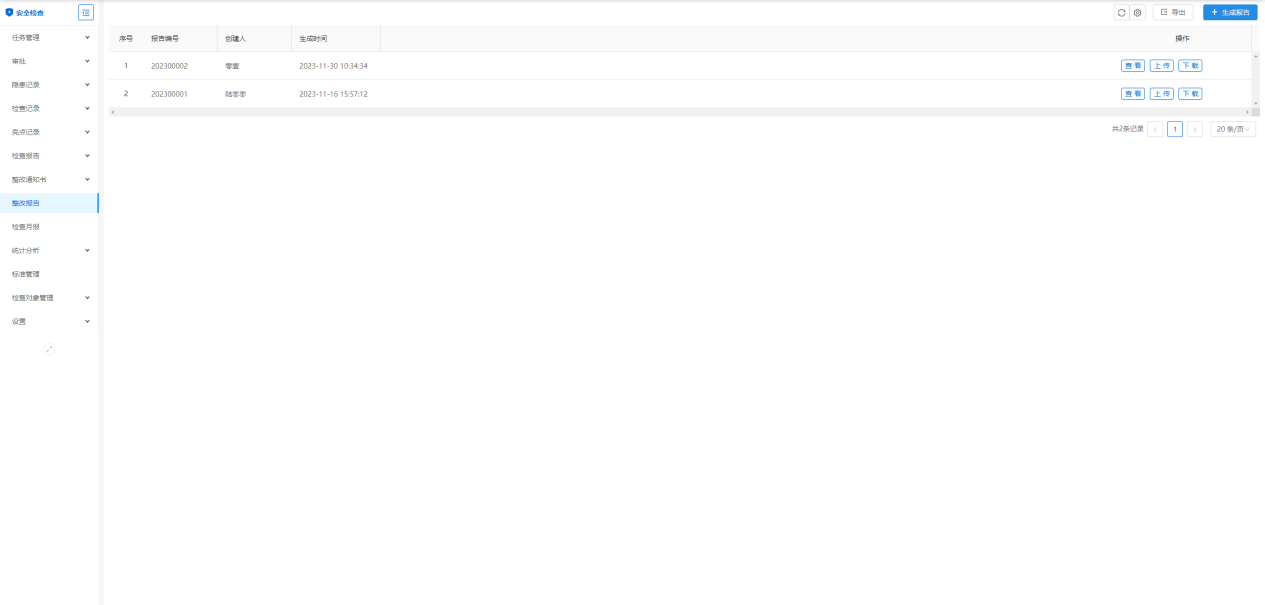 安全检查
导出
+ 生成报告
任务管理
审批
隐患记录
检查记录
亮点记录
检查报告
整改通知书
整改报告
检查月报
统计分析
标准管理
检查对象管理
设置
序号 报告编号 创建人 生成时间 操作
1 202300002 零壹 2023-11-30 10:34:34 查看 上传 下载
2 202300001 2023-11-16 15:57:12 查看 上传 下载
共2条记录 < 1 > 20 条/页